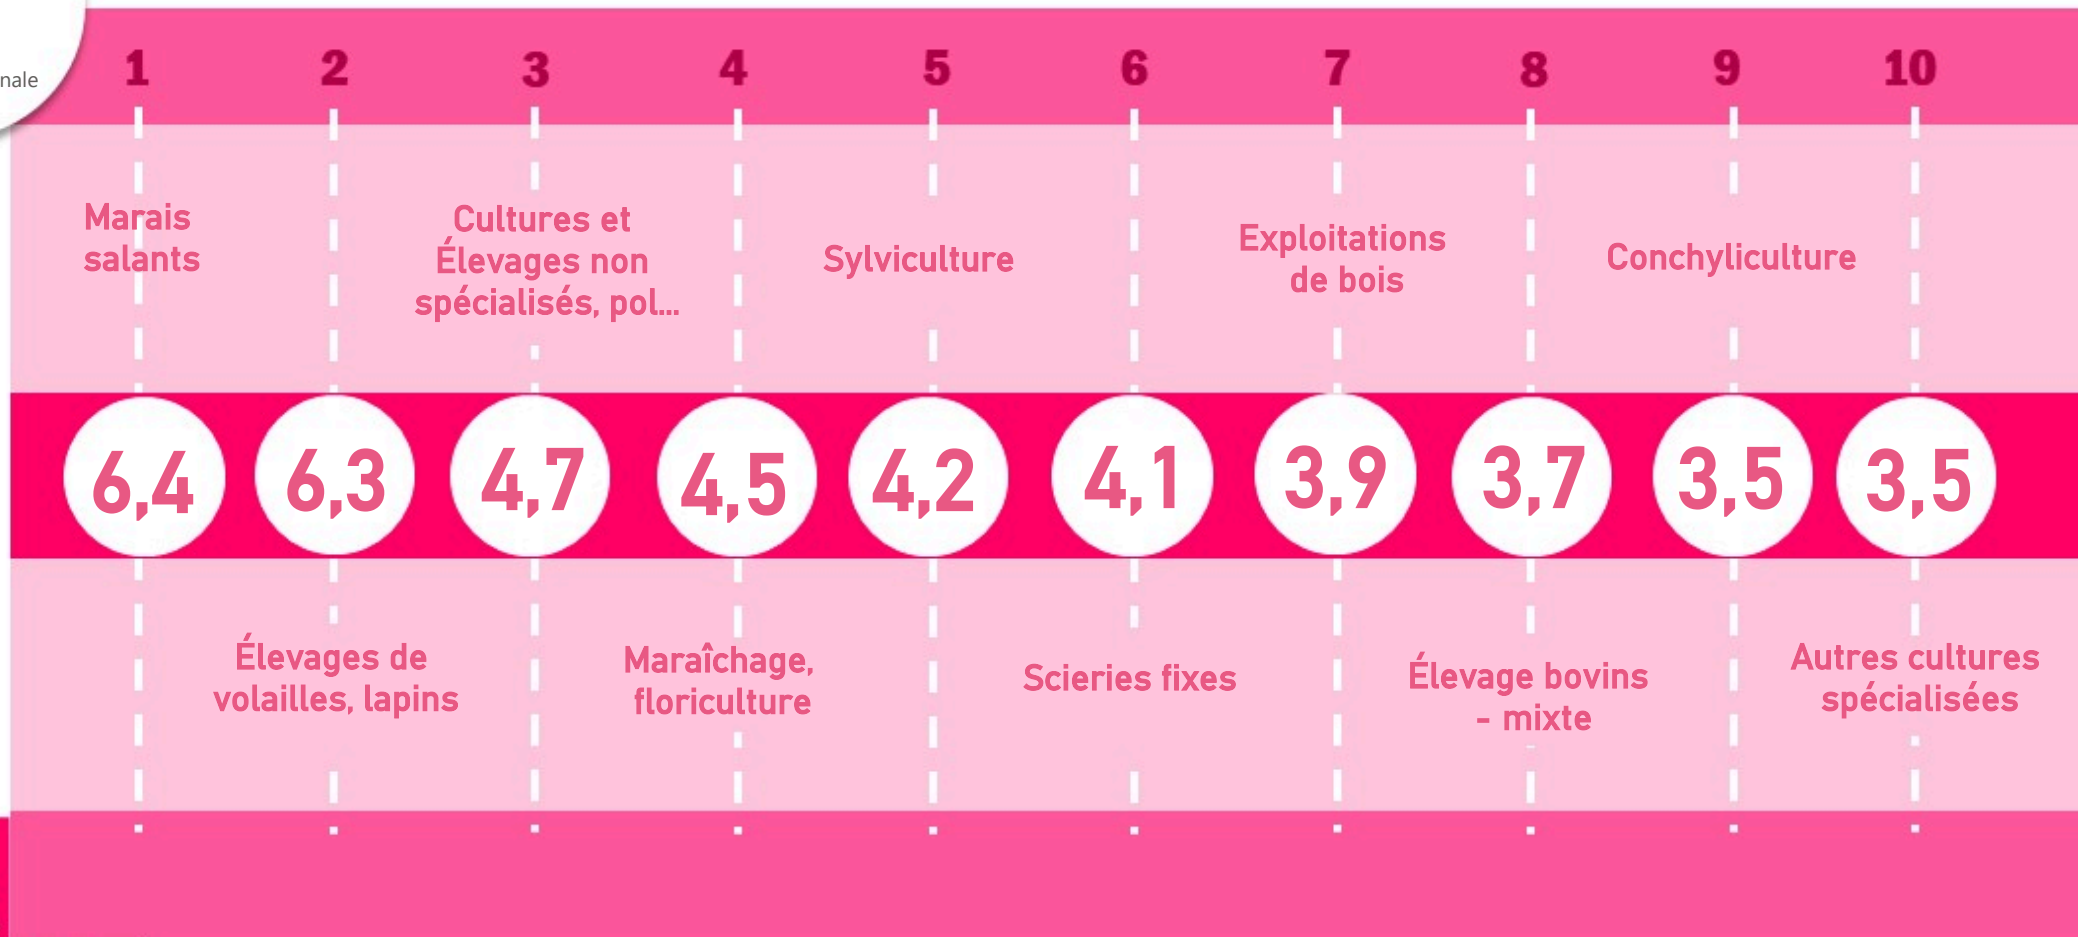 nale
1 2 3 4 5 6 7 8 9 10
Marais
salants
Cultures et
Élevages non
spécialisés, pol...
Sylviculture
Exploitations
de bois
Conchyliculture
6,4 6,3 4,7 4,5 4,2 4,1 3,9 3,7 3,5 3,5
Élevages de
volailles, lapins
Maraîchage,
floriculture
Scieries fixes
Élevage bovins
- mixte
Autres cultures
spécialisées